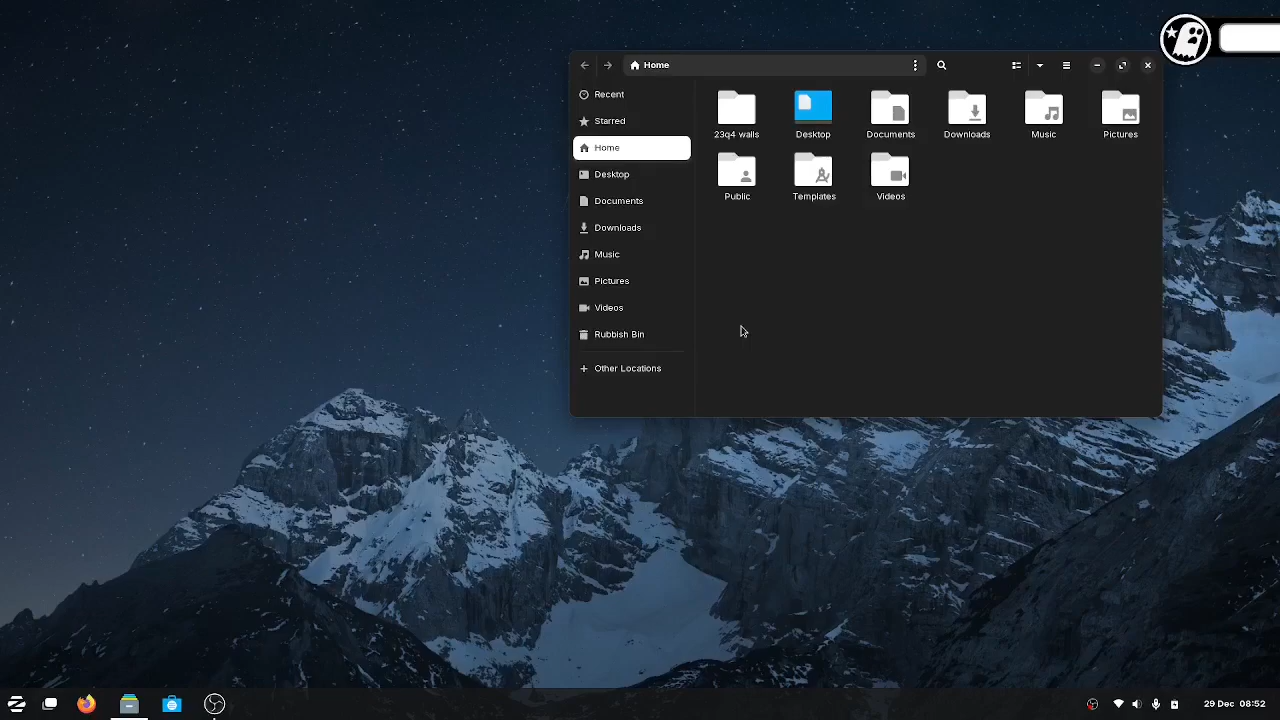 Home
Recent
Starred
Home
Desktop
Documents
Downloads
Music
Pictures
Videos
Rubbish Bin
Other Locations
23q4 walls
Desktop
Documents
Downloads
Music
Pictures
Public
Templates
Videos
29 Dec 08:52